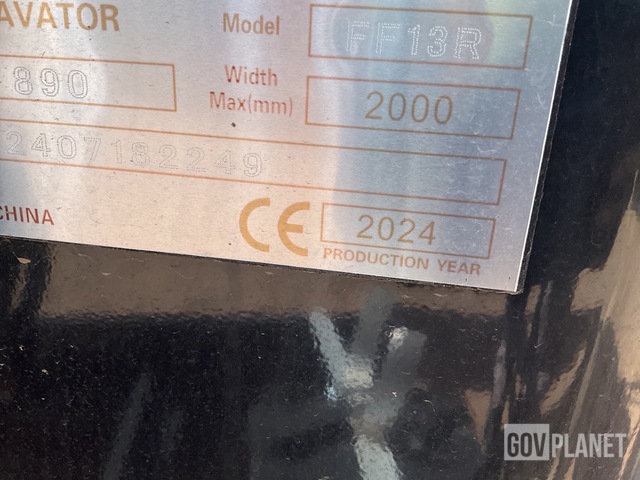 AVATOR
Model FF13R
890
Width
Max(mm) 2000
2407182249
CHINA
CE 2024
PRODUCTION YEAR
GOVPLANET